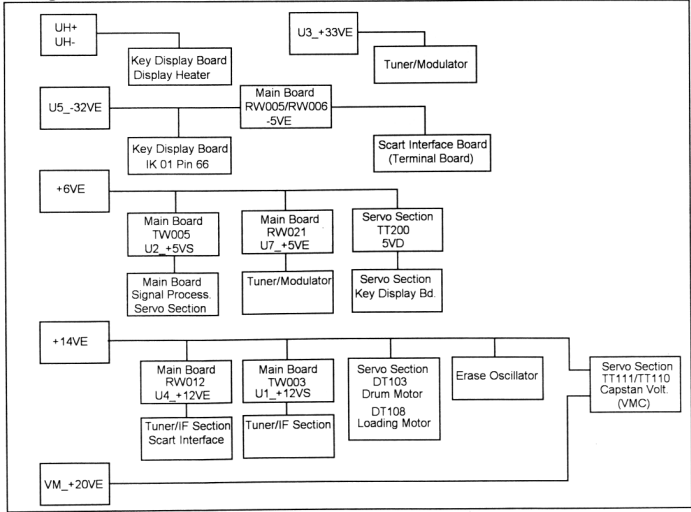 UH+
UH-
Key Display Board
Display Heater
U3_+33VE
Tuner/Modulator
U5_-32VE
Main Board
RW005/RW006
-5VE
Key Display Board
IK 01 Pin 66
Scart Interface Board
(Terminal Board)
+6VE
Main Board
TW005
U2_+5VS
Main Board
RW021
U7_+5VE
Servo Section
TT200
5VD
Main Board
Signal Process.
Servo Section
Tuner/Modulator
Servo Section
Key Display Bd.
+14VE
Main Board
RW012
U4_+12VE
Main Board
TW003
U1_+12VS
Servo Section
DT103
Drum Motor
DT108
Loading Motor
Erase Oscillator
Servo Section
TT111/TT110
Capstan Volt.
(VMC)
Tuner/IF Section
Scart Interface
Tuner/IF Section
VM_+20VE